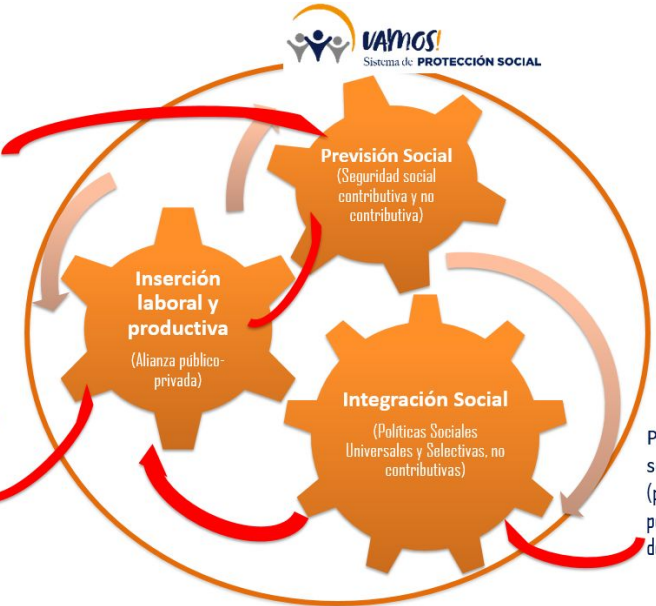 VAMOS!
Sistema de PROTECCIÓN SOCIAL
Previsión Social
(Seguridad social
contributiva y no
contributiva)
Inserción
laboral y
productiva
(Alianza público-
privada)
Integración Social
(Políticas Sociales
Universales y Selectivas, no
contributivas)